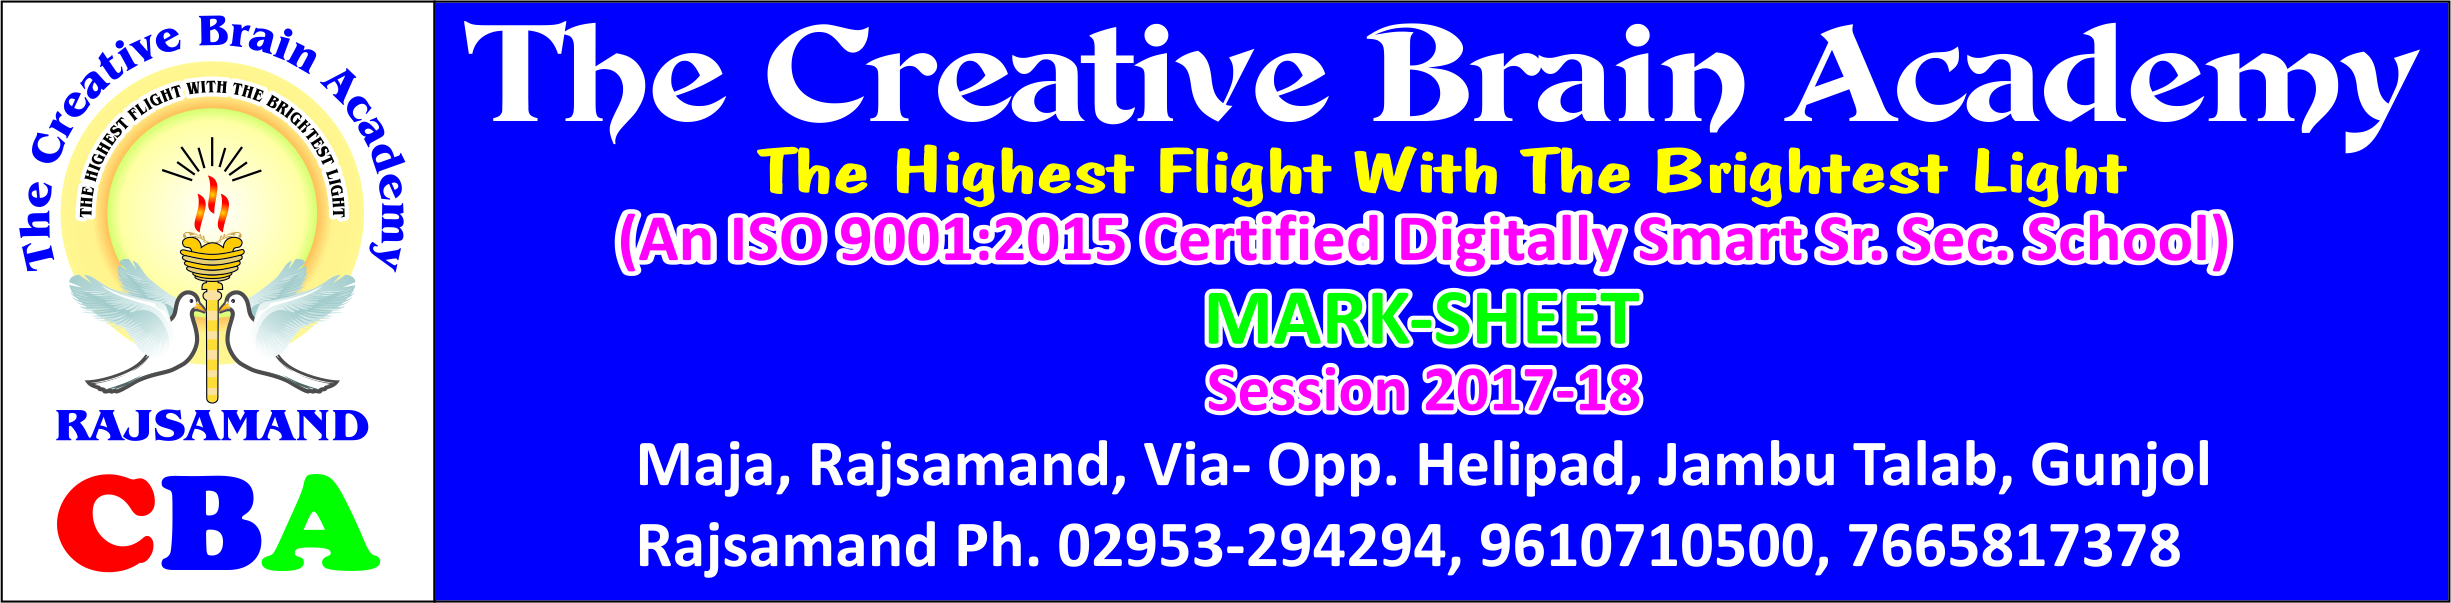 The Creative Brain Academy
THE HIGHEST FLIGHT WITH THE BRIGHTEST LIGHT
RAJSAMAND
CBA
The Creative Brain Academy
The Highest Flight With The Brightest Light
(An ISO 9001:2015 Certified Digitally Smart Sr. Sec. School)
MARK-SHEET
Session 2017-18
Maja, Rajsamand, Via- Opp. Helipad, Jambu Talab, Gunjol
Rajsamand Ph. 02953-294294, 9610710500, 7665817378